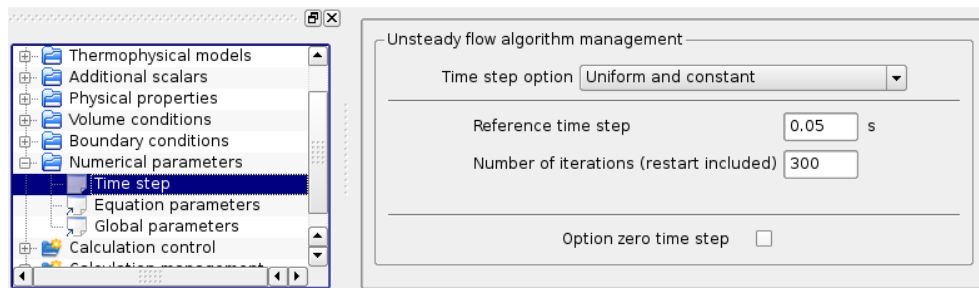 Thermophysical models
Additional scalars
Physical properties
Volume conditions
Boundary conditions
Numerical parameters
Time step
Equation parameters
Global parameters
Calculation control
Calculation management
Unsteady flow algorithm management
Time step option Uniform and constant
Reference time step 0.05 s
Number of iterations (restart included) 300
Option zero time step